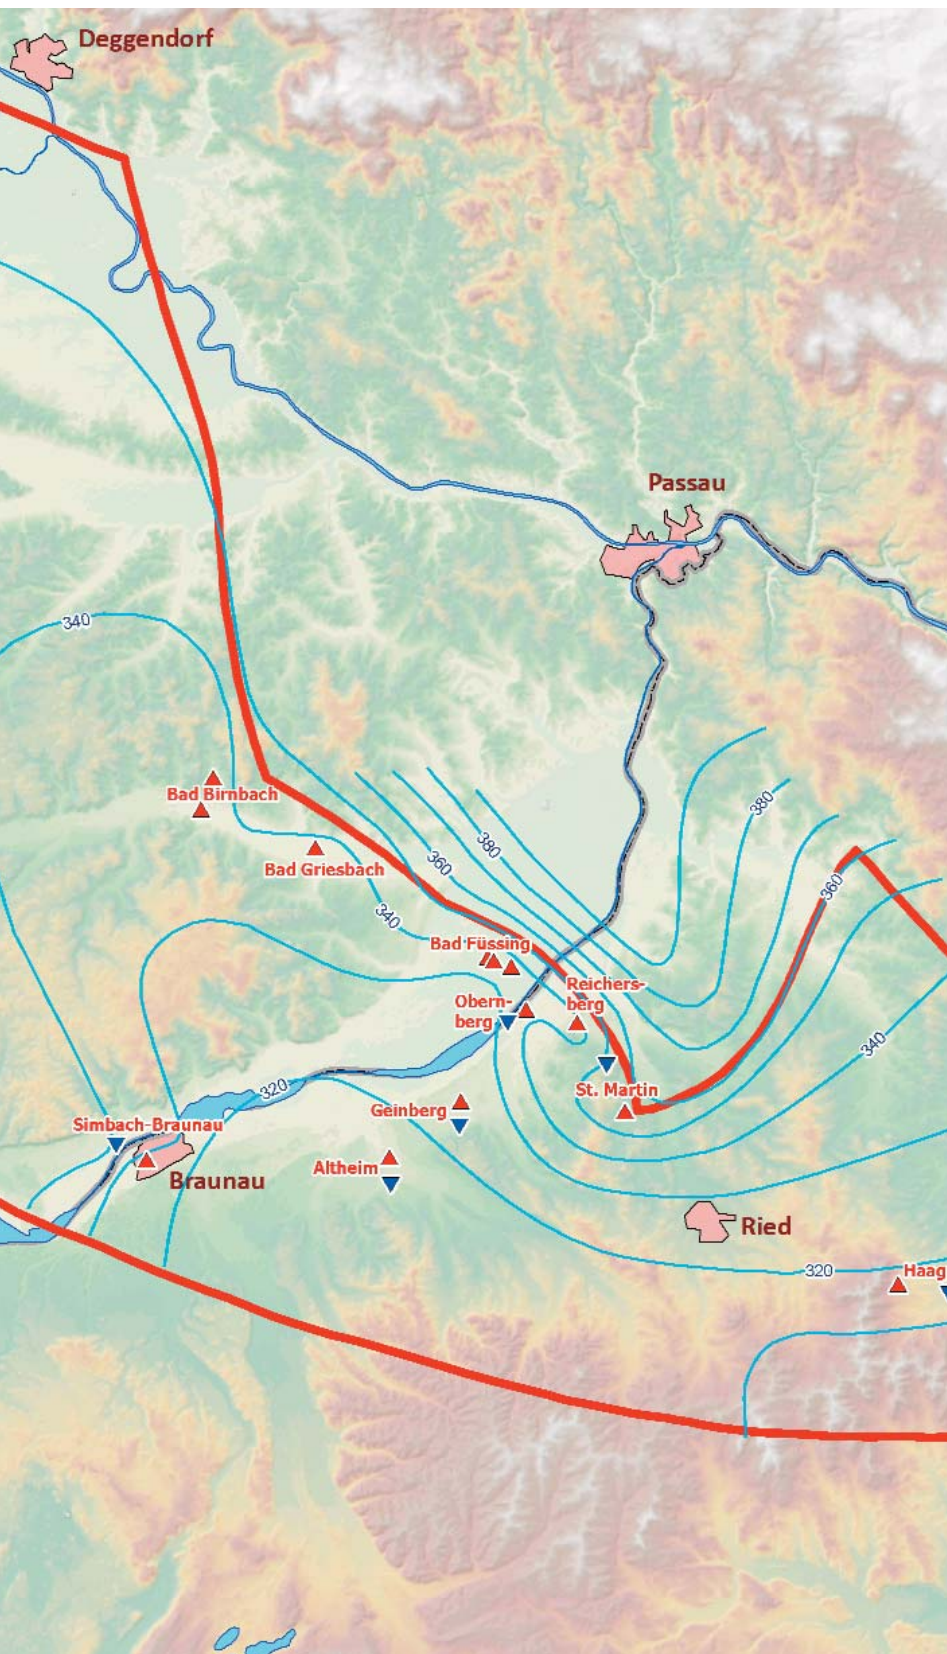 Deggendorf
Passau
340
Bad Birnbach
380
380
360
Bad Griesbach
360
340
Bad Füssing
Reichers-
berg
Obern-
berg
340
St. Martin
320
Geinberg
Simbach-Braunau
Altheim
Braunau
Ried
320
Haag